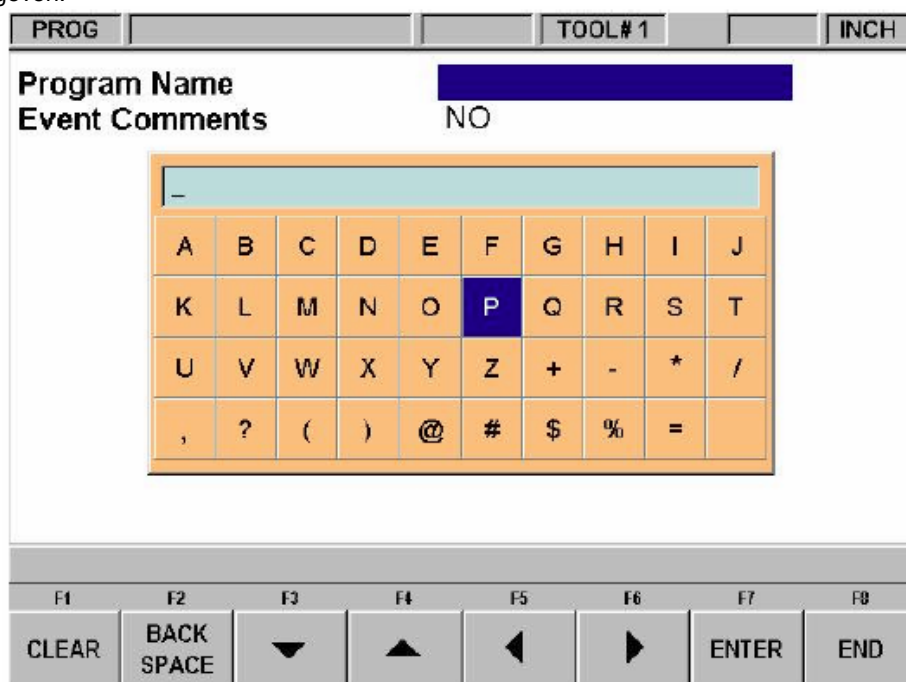 PROG TOOL# 1 INCH
Program Name
Event Comments NO
_
A B C D E F G H I J
K L M N O P Q R S T
U V W X Y Z + - * /
, ? ( ) @ # $ % =
F1 F2 F3 F4 F5 F6 F7 F8
CLEAR BACK SPACE ENTER END